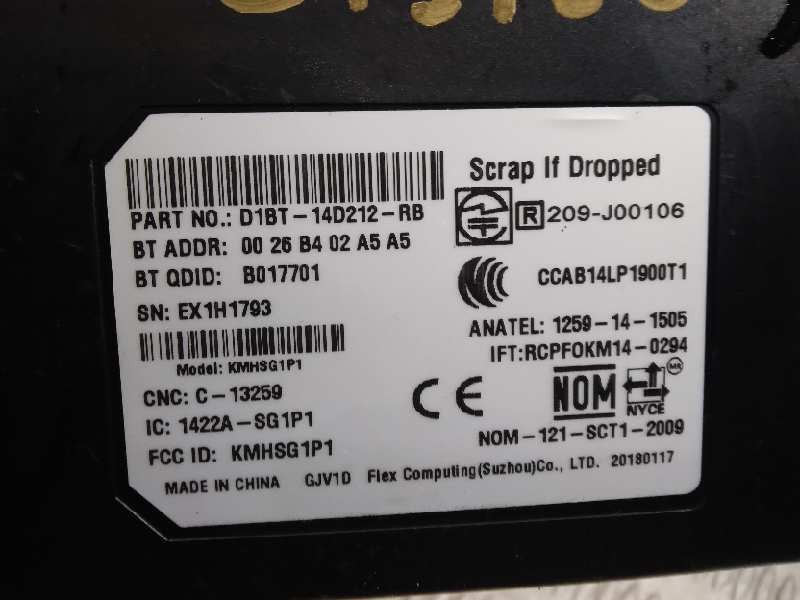 Scrap If Dropped
PART NO.: D1BT-14D212-RB
R 209-J00106
BT ADDR: 00 26 B4 02 A5 A5
BT QDID: B017701
CCAB14LP1900T1
SN: EX1H1793
ANATEL: 1259-14-1505
IFT:RCPFOKM14-0294
Model: KMHSG1P1
CNC: C-13259
CE
NOM
MR
NYCE
IC: 1422A-SG1P1
NOM-121-SCT1-2009
FCC ID: KMHSG1P1
MADE IN CHINA GJV1D Flex Computing(Suzhou)Co., LTD. 20180117